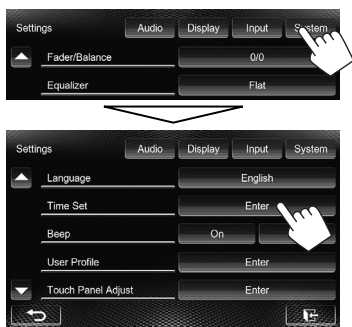 Settings Audio Display Input System
Fader/Balance 0/0
Equalizer Flat
Settings Audio Display Input System
Language English
Time Set Enter
Beep On
User Profile Enter
Touch Panel Adjust Enter